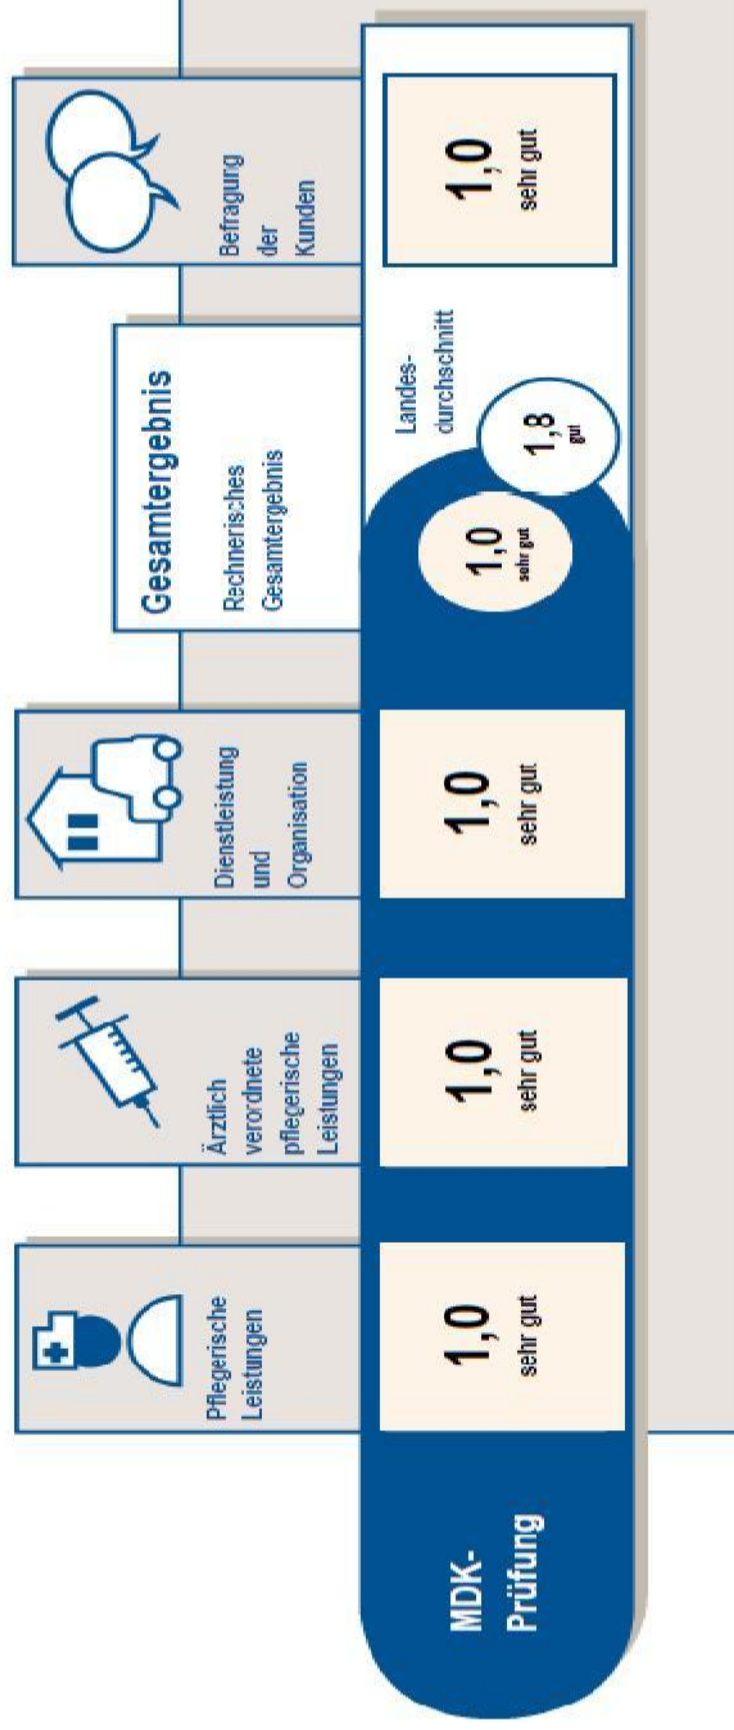 Pflegerische
Leistungen
Ärztlich
verordnete
pflegerische
Leistungen
Dienstleistung
und
Organisation
Gesamtergebnis
Rechnerisches
Gesamtergebnis
Befragung
der
Kunden
MDK-
Prüfung
1,0
sehr gut
1,0
sehr gut
1,0
sehr gut
1,0
sehr gut
Landes-
durchschnitt
1,8
gut
1,0
sehr gut